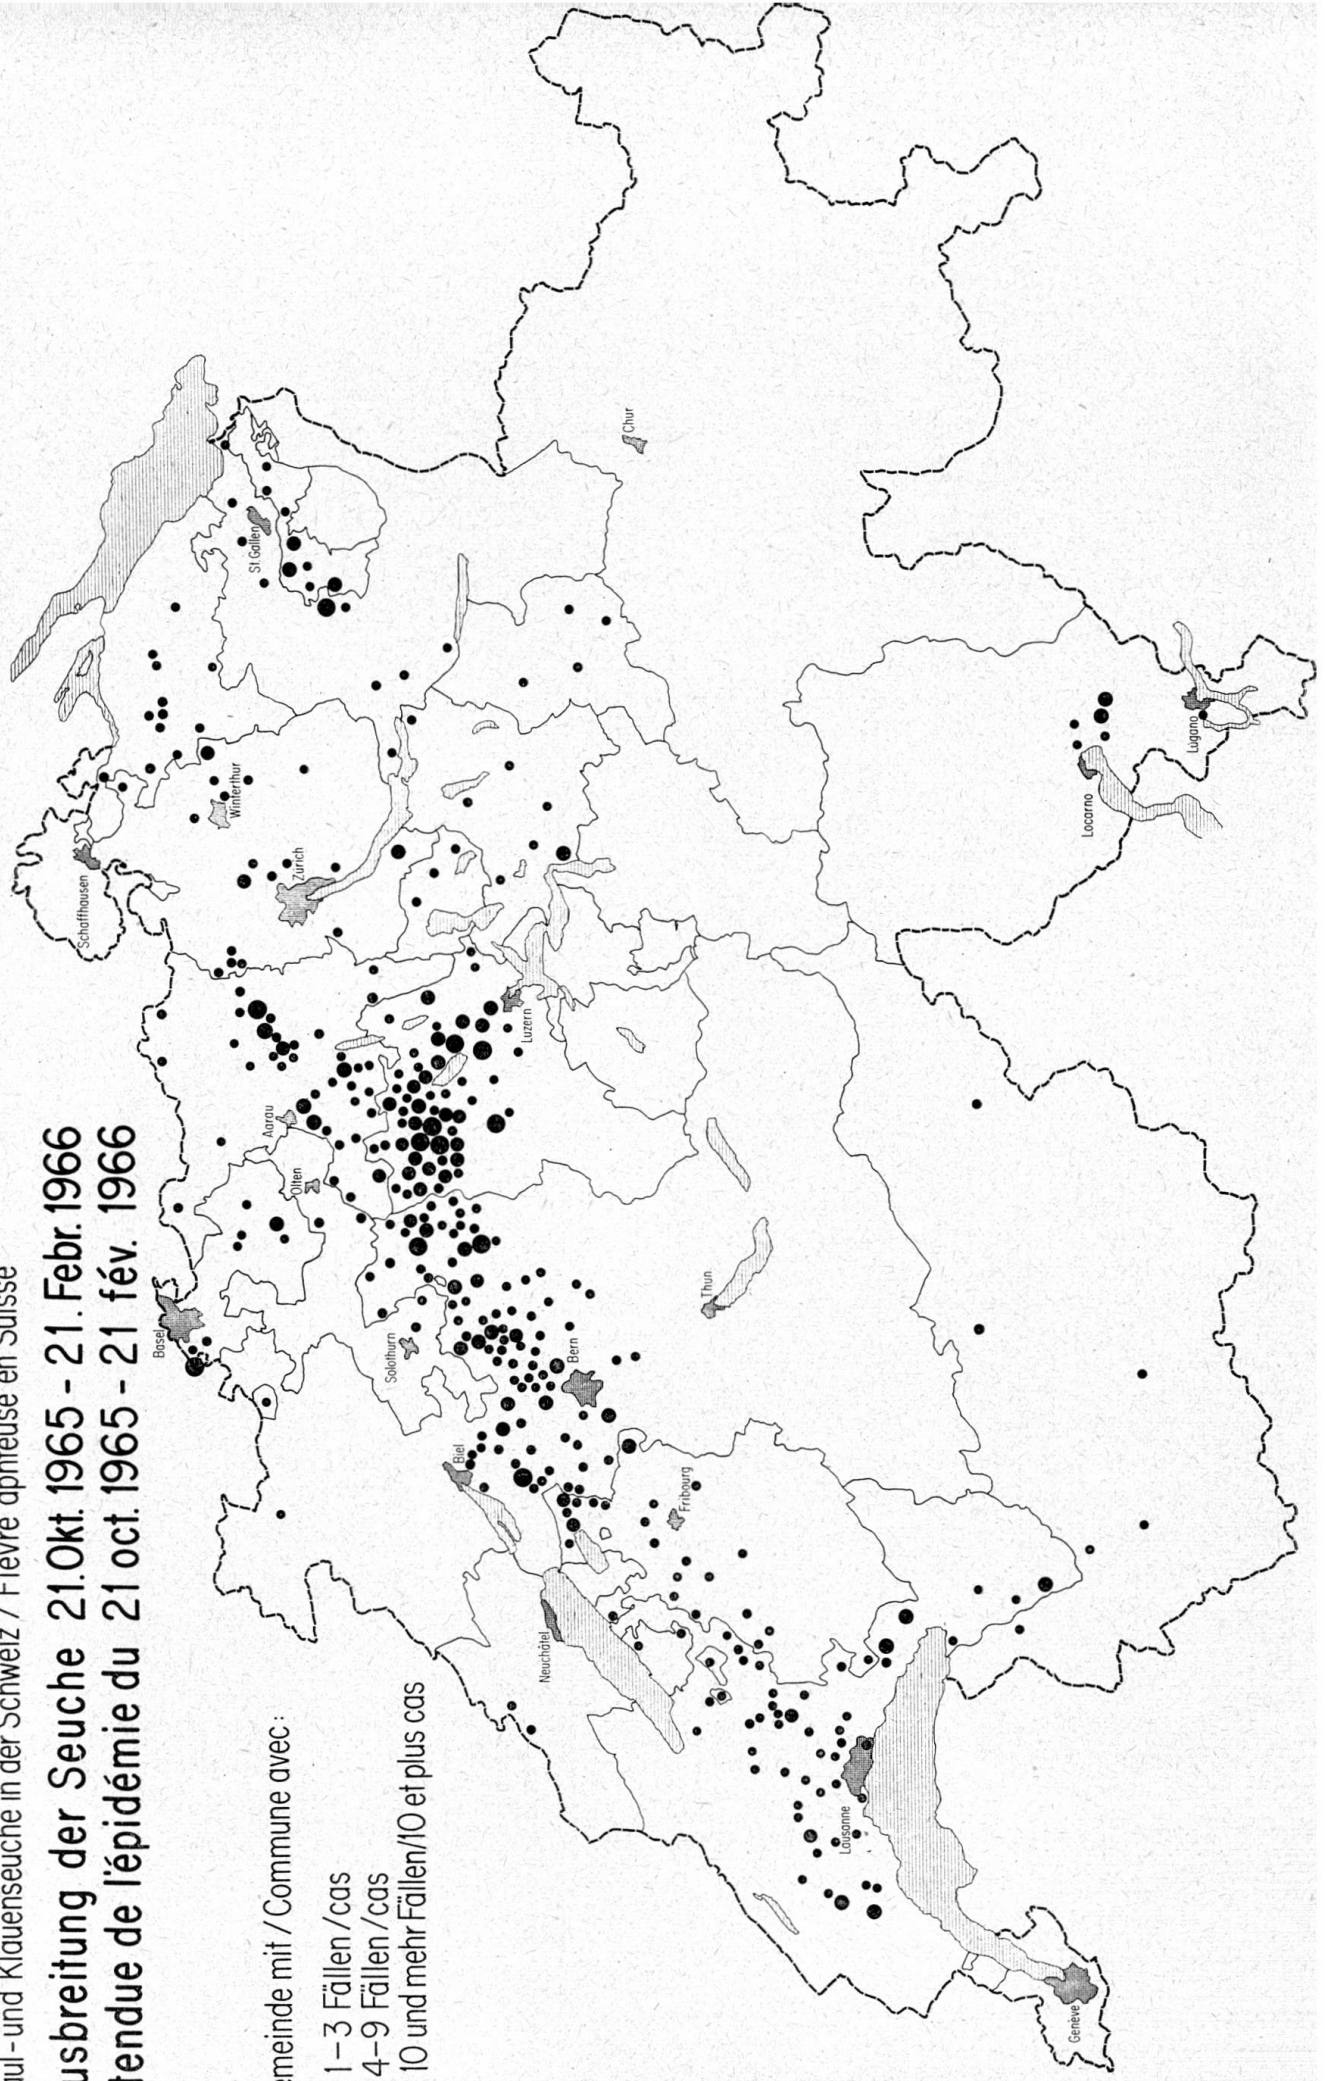 aul- und Klauenseuche in der Schweiz / Fièvre aphteuse en Suisse
usbreitung der Seuche 21.Okt. 1965 - 21. Febr. 1966
tendue de l'épidémie du 21 oct. 1965 - 21 fév. 1966
emeinde mit / Commune avec:
1–3 Fällen / cas
4–9 Fällen / cas
10 und mehr Fällen/10 et plus cas
Schaffhausen
Basel
Winterthur
St.Gallen
Zürich
Aarau
Olten
Solothurn
Biel
Luzern
Neuchâtel
Bern
Chur
Fribourg
Thun
Lausanne
Genève
Locarno
Lugano